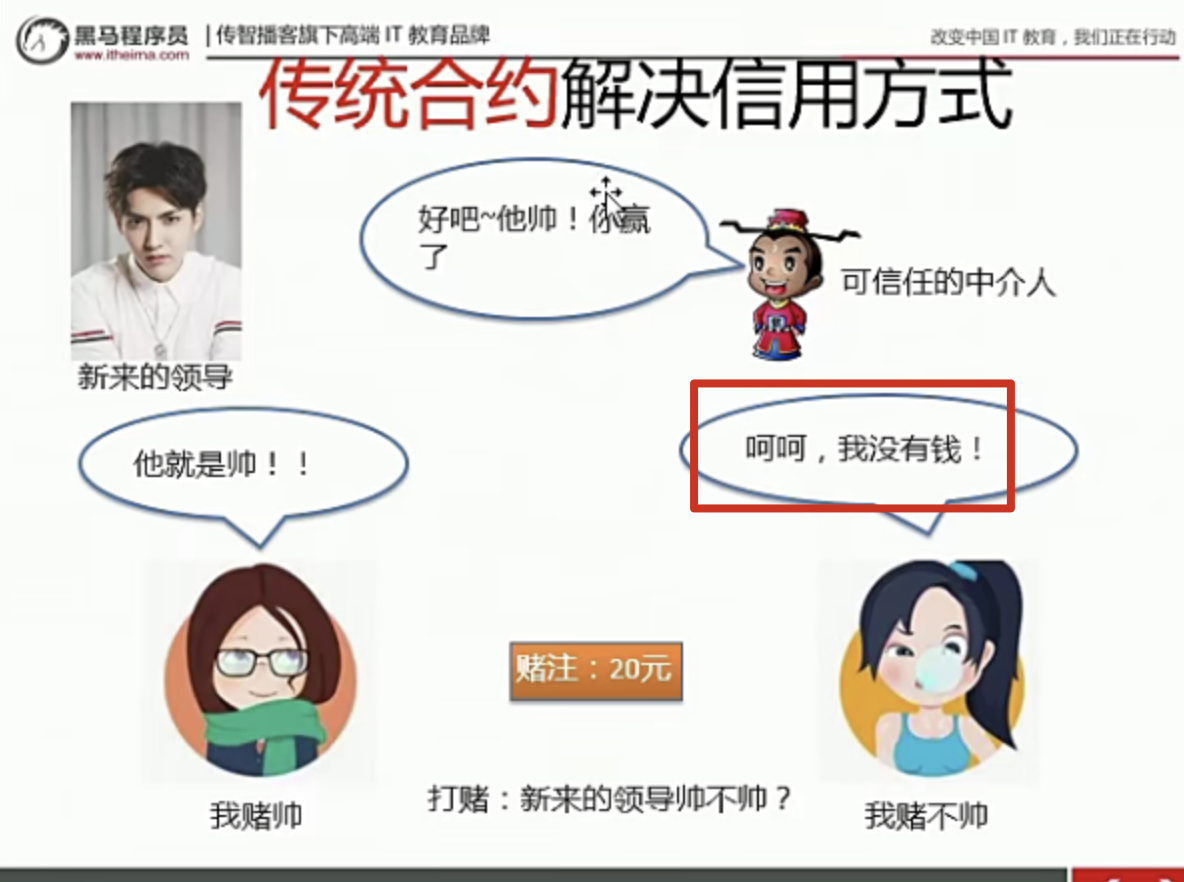 黑马程序员
www.itheima.com
传智播客旗下高端 IT 教育品牌
改变中国 IT 教育，我们正在行动
传统合约解决信用方式
好吧~他帅！你赢
了
可信任的中介人
新来的领导
他就是帅！！
呵呵，我没有钱！
赌注：20元
打赌：新来的领导帅不帅？
我赌帅
我赌不帅